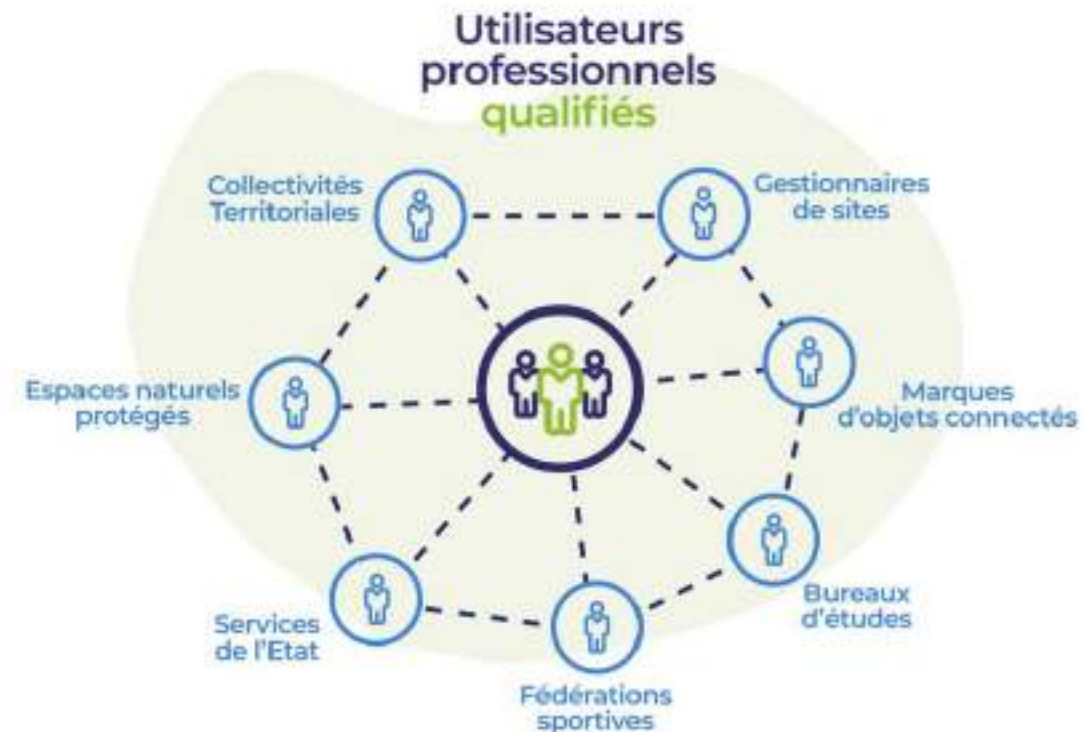 Utilisateurs
professionnels
qualifiés
Collectivités
Territoriales
Gestionnaires
de sites
Espaces naturels
protégés
Marques
d'objets connectés
Services
de l'Etat
Bureaux
d'études
Fédérations
sportives